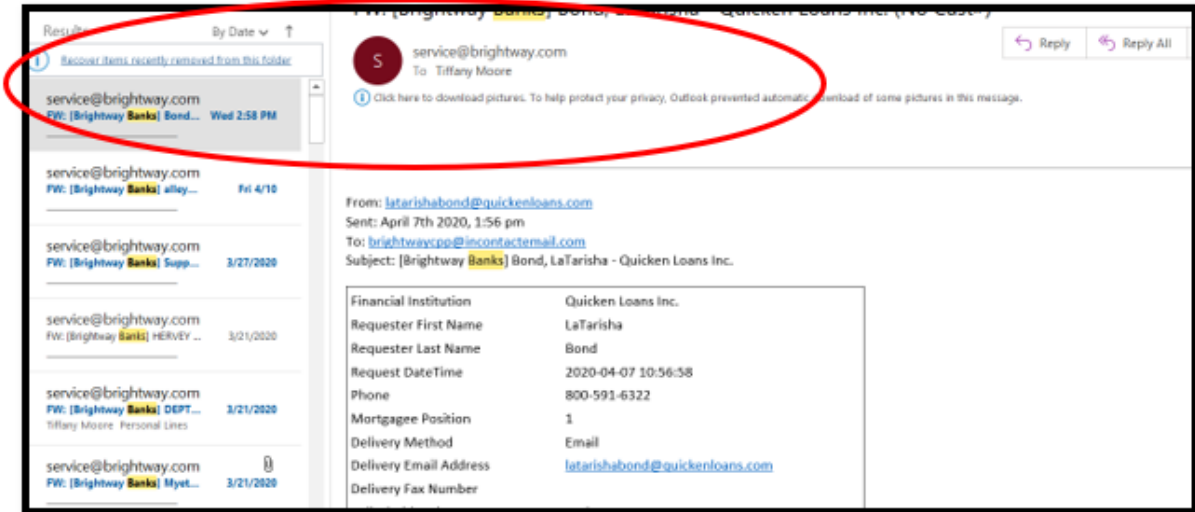 Results By Date ↑
Recover items recently removed from this folder
service@brightway.com
FW: [Brightway Banks] Bond... Wed 2:58 PM
service@brightway.com
FW: [Brightway Banks] alley... Fri 4/10
service@brightway.com
FW: [Brightway Banks] Supp... 3/27/2020
service@brightway.com
FW: [Brightway Banks] HERVEY ... 3/21/2020
service@brightway.com
FW: [Brightway Banks] DEPT... 3/21/2020
Tiffany Moore Personal Lines
service@brightway.com
FW: [Brightway Banks] Myet... 3/21/2020
FW: [Brightway Banks] Bond, LaTarisha - Quicken Loans Inc. (No Cast*)
S
service@brightway.com
To Tiffany Moore
Reply Reply All
Click here to download pictures. To help protect your privacy, Outlook prevented automatic download of some pictures in this message.
From: latarishabond@quickenloans.com
Sent: April 7th 2020, 1:56 pm
To: brightwaycpp@incontactemail.com
Subject: [Brightway Banks] Bond, LaTarisha - Quicken Loans Inc.
Financial Institution Quicken Loans Inc.
Requester First Name LaTarisha
Requester Last Name Bond
Request DateTime 2020-04-07 10:56:58
Phone 800-591-6322
Mortgagee Position 1
Delivery Method Email
Delivery Email Address latarishabond@quickenloans.com
Delivery Fax Number